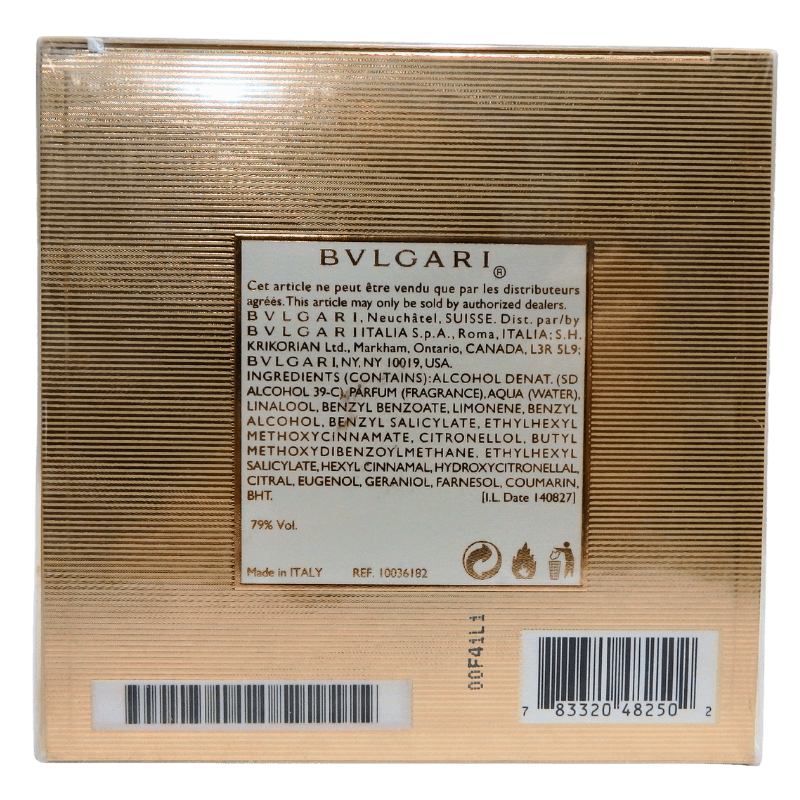 BVLGARI®
Cet article ne peut être vendu que par les distributeurs
agréés. This article may only be sold by authorized dealers.
BVLGARI, Neuchâtel, SUISSE. Dist. par/by
BVLGARI ITALIA S.p.A., Roma, ITALIA; S.H.
KRIKORIAN Ltd., Markham, Ontario, CANADA, L3R 5L9;
BVLGARI, NY, NY 10019, USA.
INGREDIENTS (CONTAINS): ALCOHOL DENAT. (SD
ALCOHOL 39-C), PARFUM (FRAGRANCE), AQUA (WATER),
LINALOOL, BENZYL BENZOATE, LIMONENE, BENZYL
ALCOHOL, BENZYL SALICYLATE, ETHYLHEXYL
METHOXYCINNAMATE, CITRONELLOL, BUTYL
METHOXYDIBENZOYLMETHANE, ETHYLHEXYL
SALICYLATE, HEXYL CINNAMAL, HYDROXYCITRONELLAL,
CITRAL, EUGENOL, GERANIOL, FARNESOL, COUMARIN,
BHT. [I.L. Date 140827]
79% Vol.
Made in ITALY REF. 10036182
00F41L1
7 83320 48250 2